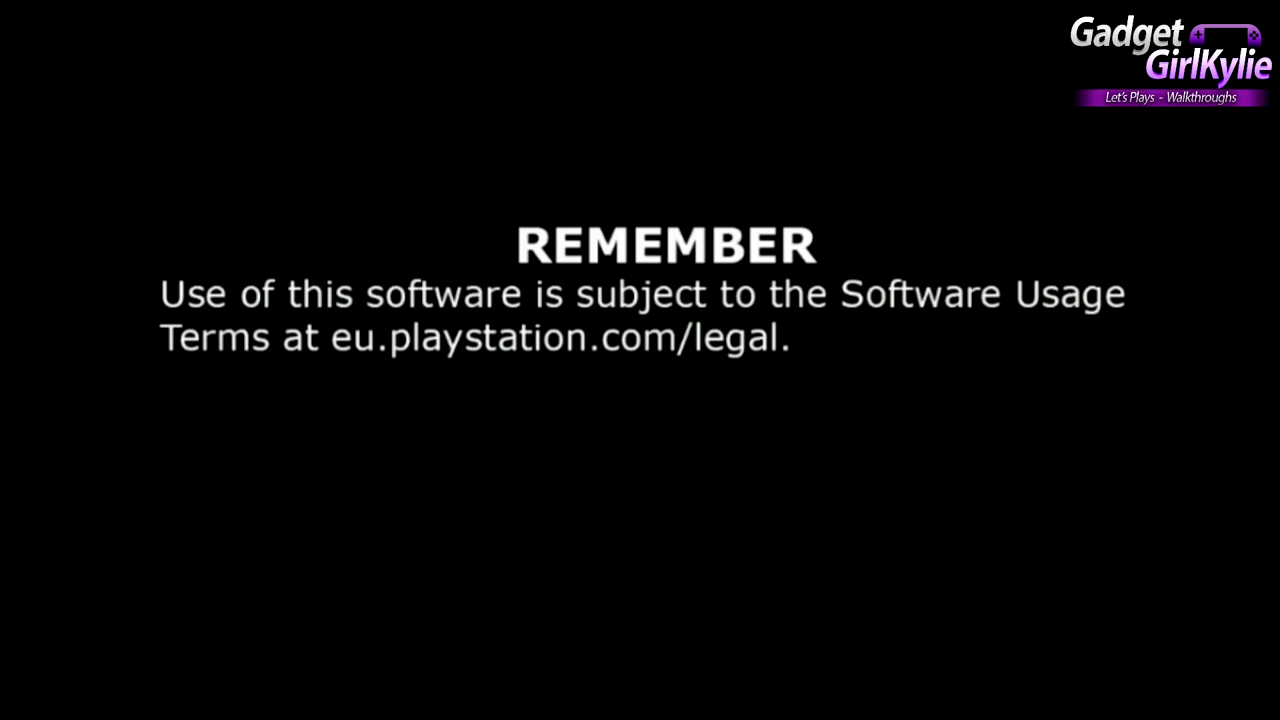 Gadget
GirlKylie
Let's Plays - Walkthroughs
REMEMBER
Use of this software is subject to the Software Usage
Terms at eu.playstation.com/legal.